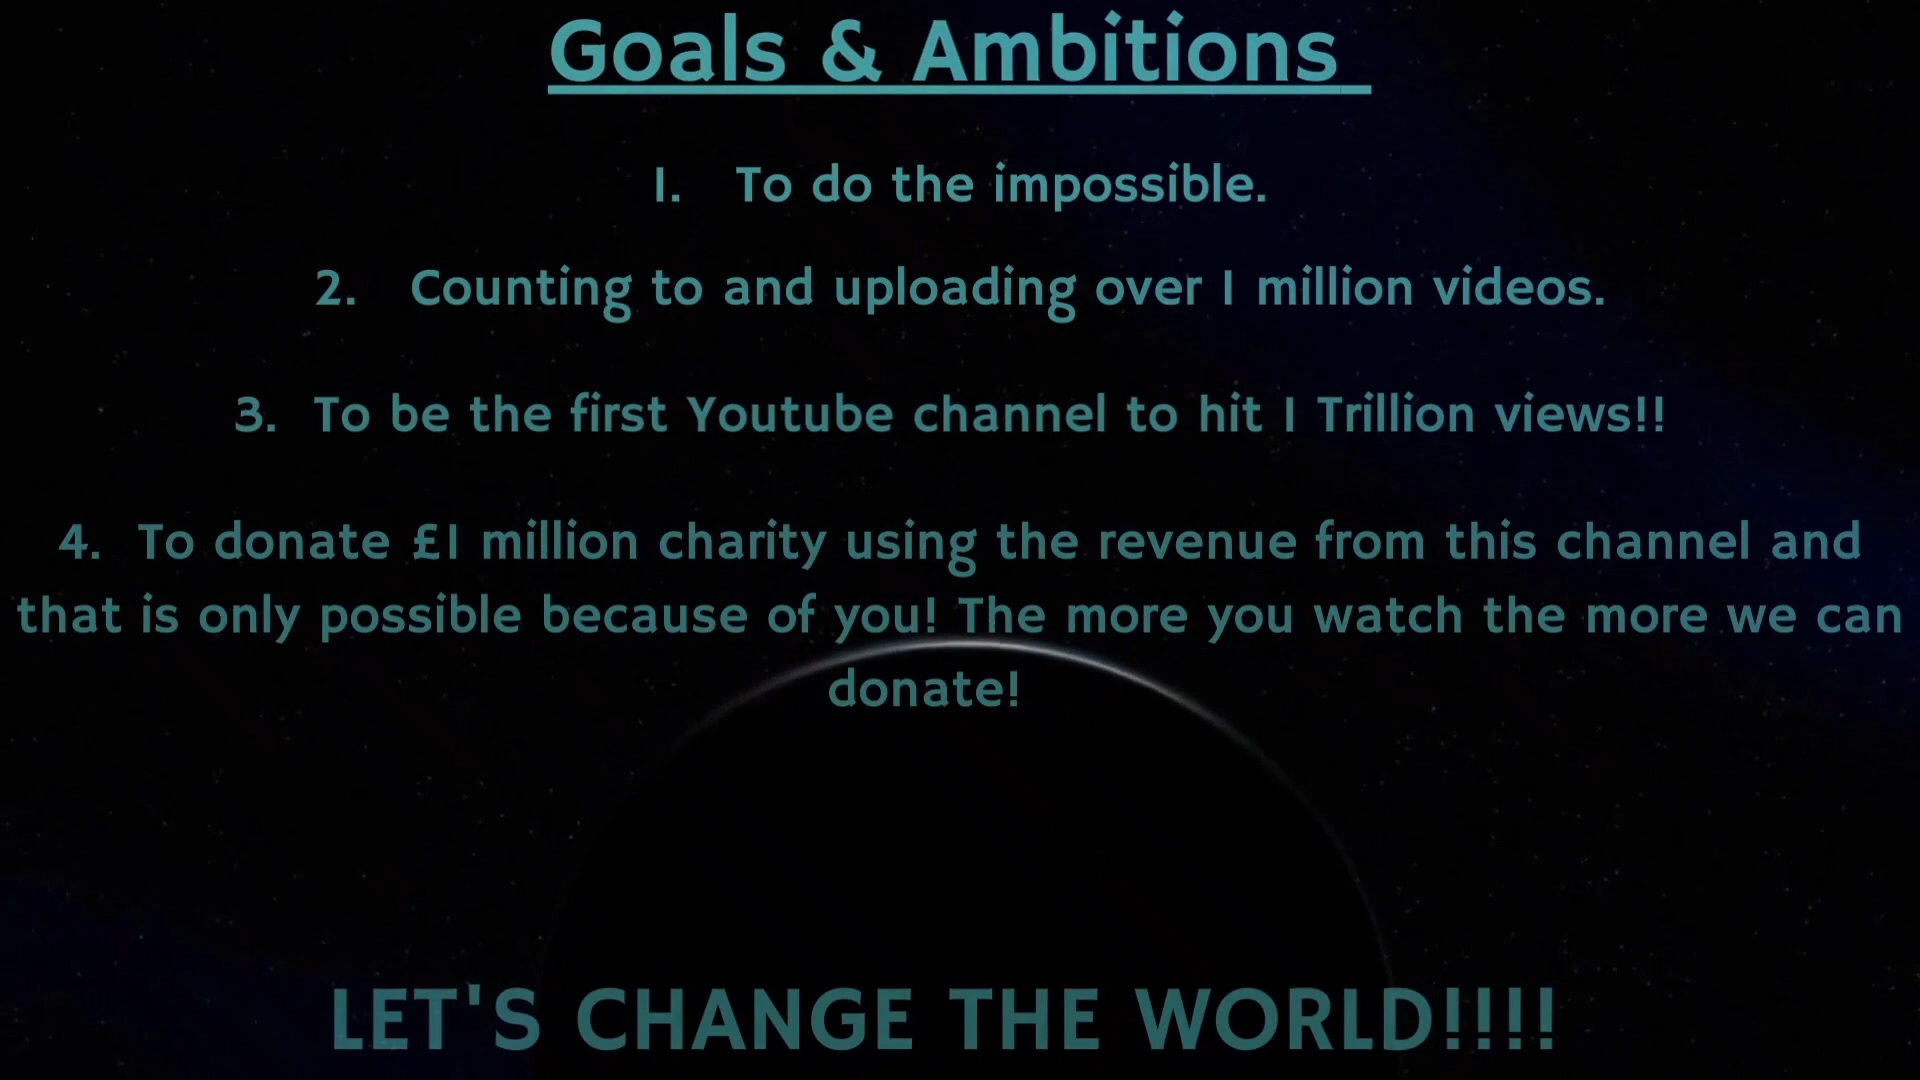 Goals & Ambitions
1. To do the impossible.
2. Counting to and uploading over 1 million videos.
3. To be the first Youtube channel to hit 1 Trillion views!!
4. To donate £1 million charity using the revenue from this channel and
that is only possible because of you! The more you watch the more we can
donate!
LET'S CHANGE THE WORLD!!!!